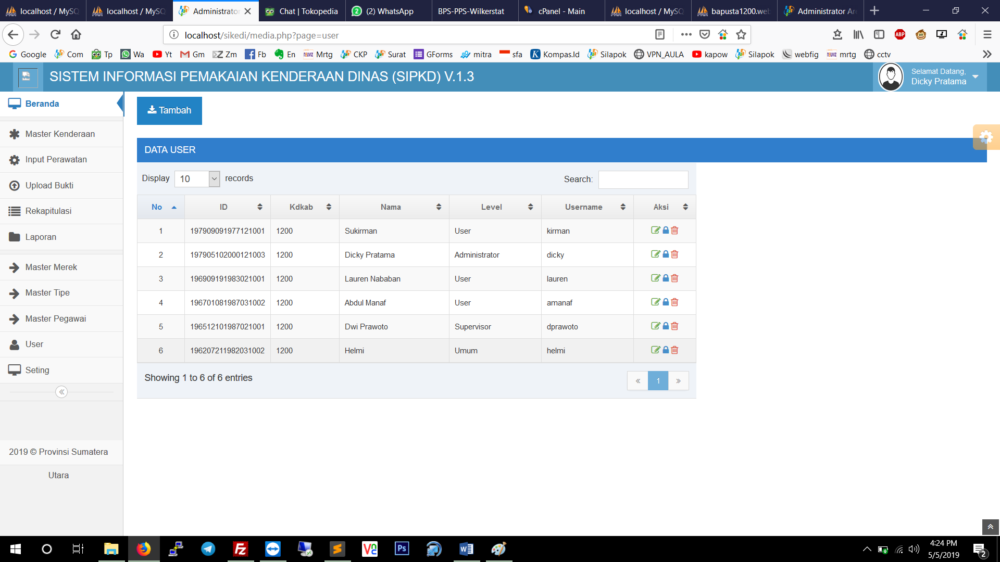 localhost / MySQ
localhost / MySQ
Administrator
Chat | Tokopedia
(2) WhatsApp
BPS-PPS-Wilkerstat
cPanel - Main
localhost / MySQ
bapusta1200.web
Administrator Are
localhost/sikedi/media.php?page=user
ABP
Google
Com
Tp
Wa
Yt
Gm
Zm
Fb
En
Mrtg
CKP
Surat
GForms
mitra
sfa
Kompas.Id
Silapok
VPN_AULA
kapow
Silapok
webfig
mrtg
cctv
SISTEM INFORMASI PEMAKAIAN KENDERAAN DINAS (SIPKD) V.1.3
Selamat Datang,
Dicky Pratama
Beranda
Master Kenderaan
Input Perawatan
Upload Bukti
Rekapitulasi
Laporan
Master Merek
Master Tipe
Master Pegawai
User
Seting
2019 © Provinsi Sumatera
Utara
Tambah
DATA USER
Display 10 records
Search:
No ID Kdkab Nama Level Username Aksi
1 197909091977121001 1200 Sukirman User kirman
2 197905102000121003 1200 Dicky Pratama Administrator dicky
3 196909191983021001 1200 Lauren Nababan User lauren
4 196701081987031002 1200 Abdul Manaf User amanaf
5 196512101987021001 1200 Dwi Prawoto Supervisor dprawoto
6 196207211982031002 1200 Helmi Umum helmi
Showing 1 to 6 of 6 entries
« 1 »
4:24 PM
5/5/2019
2